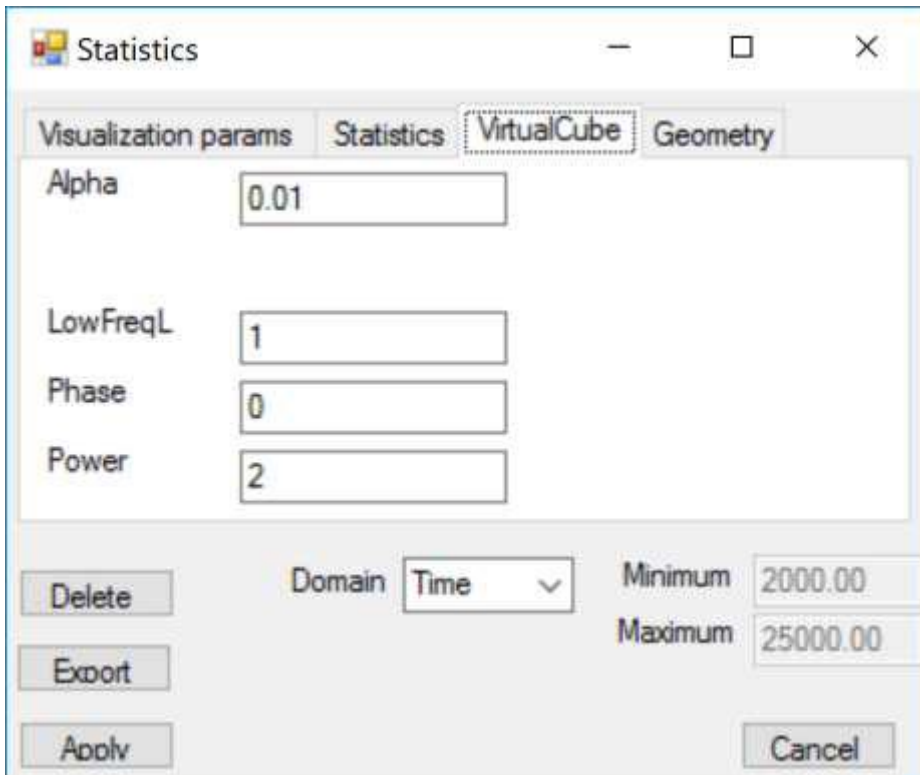 Statistics
Visualization params Statistics VirtualCube Geometry
Alpha 0.01
LowFreqL 1
Phase 0
Power 2
Delete Domain Time Minimum 2000.00
Maximum 25000.00
Export
Apply Cancel